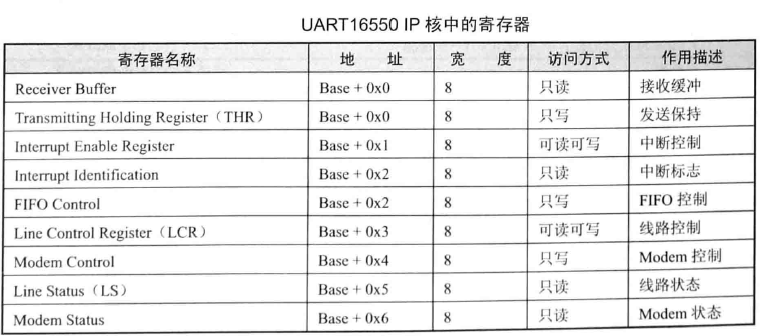 UART16550 IP 核中的寄存器
寄存器名称 地 址 宽 度 访问方式 作用描述
Receiver Buffer Base + 0x0 8 只读 接收缓冲
Transmitting Holding Register（THR） Base + 0x0 8 只写 发送保持
Interrupt Enable Register Base + 0x1 8 可读可写 中断控制
Interrupt Identification Base + 0x2 8 只读 中断标志
FIFO Control Base + 0x2 8 只写 FIFO 控制
Line Control Register（LCR） Base + 0x3 8 可读可写 线路控制
Modem Control Base + 0x4 8 只写 Modem 控制
Line Status（LS） Base + 0x5 8 只读 线路状态
Modem Status Base + 0x6 8 只读 Modem 状态